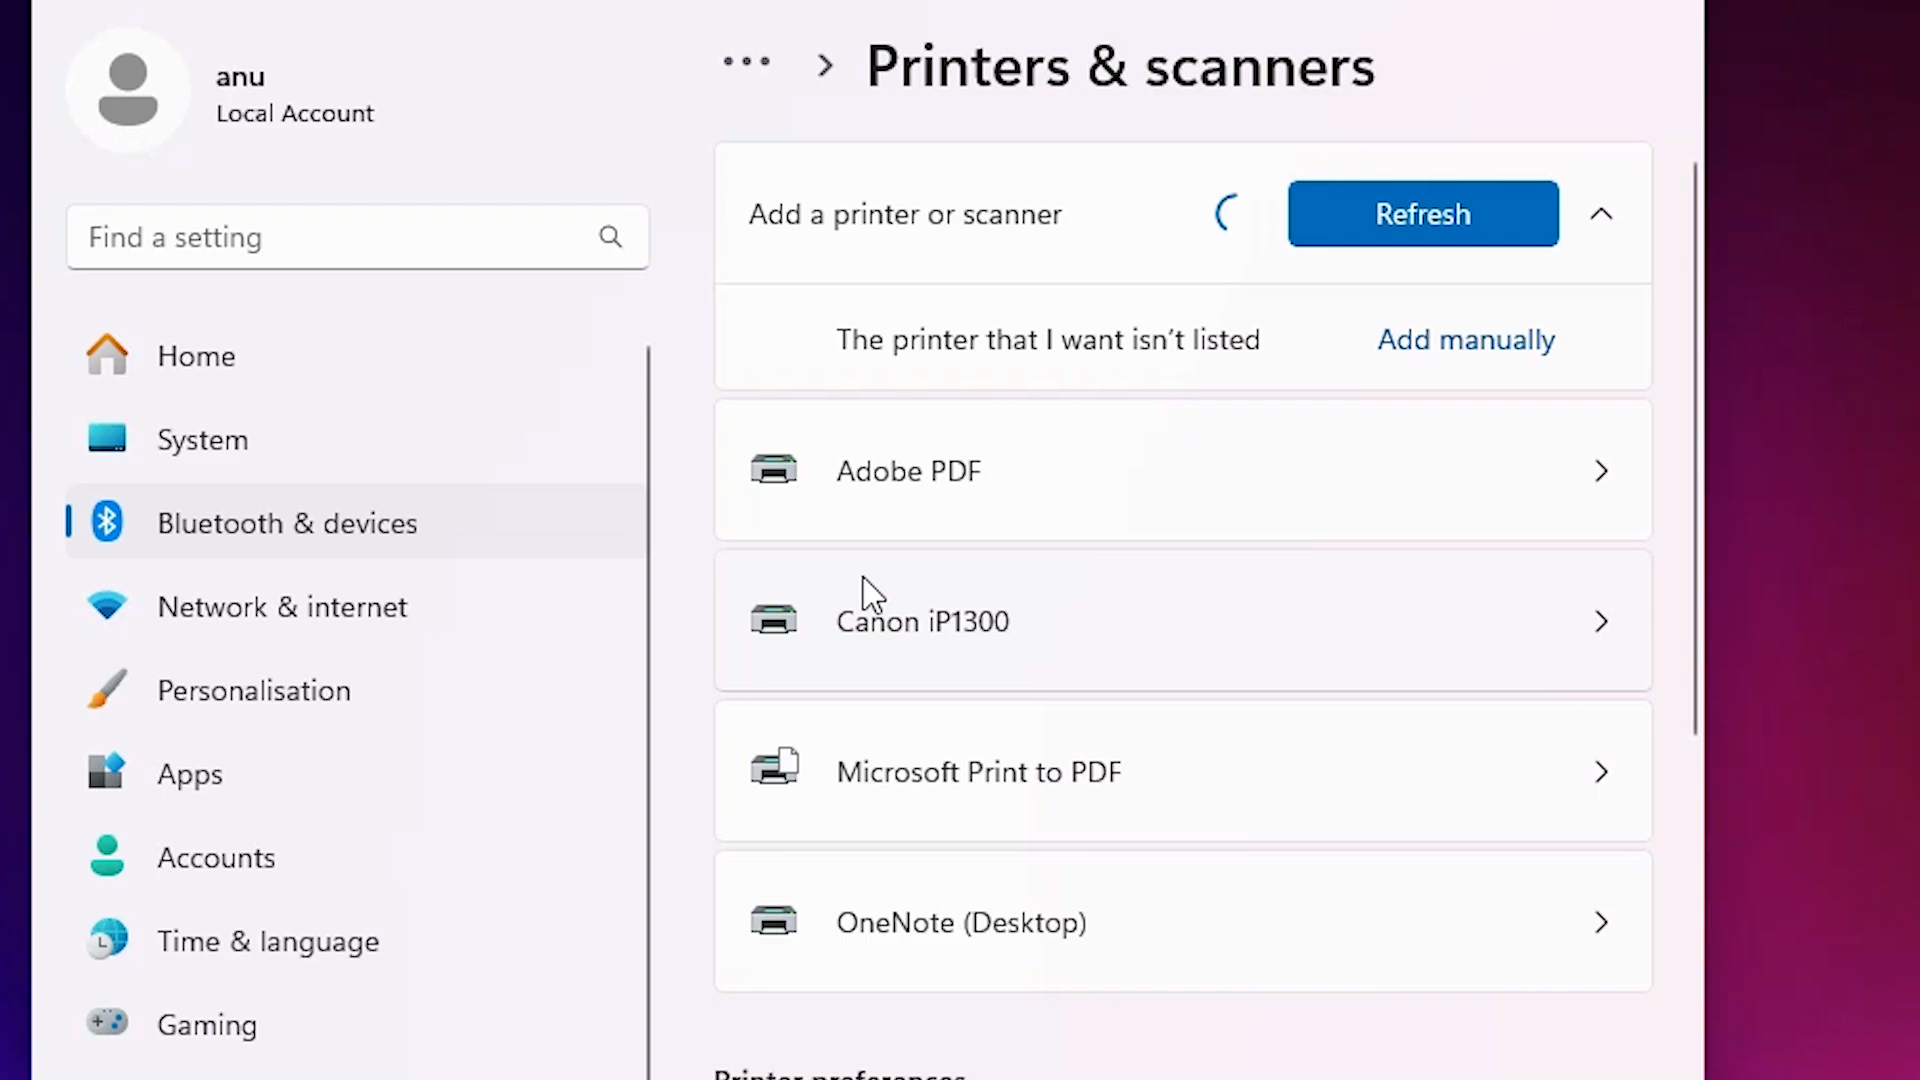 anu
Local Account
Find a setting
Home
System
Bluetooth & devices
Network & internet
Personalisation
Apps
Accounts
Time & language
Gaming
Printers & scanners
Add a printer or scanner
Refresh
The printer that I want isn't listed
Add manually
Adobe PDF
Canon iP1300
Microsoft Print to PDF
OneNote (Desktop)
Printer preferences